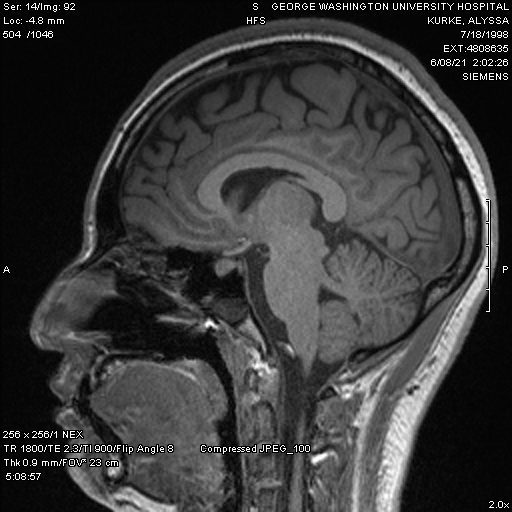 Ser: 14/Img: 92
Loc: -4.8 mm
504 /1046
S GEORGE WASHINGTON UNIVERSITY HOSPITAL
HFS KURKE, ALYSSA
7/18/1998
EXT:4808635
6/08/21 2:02:26
SIEMENS
A
P
256 x 256/1 NEX
TR 1800/TE 2.3/TI 900/Flip Angle 8 Compressed JPEG_100
Thk 0.9 mm/FOV* 23 cm
5:08:57
2.0x